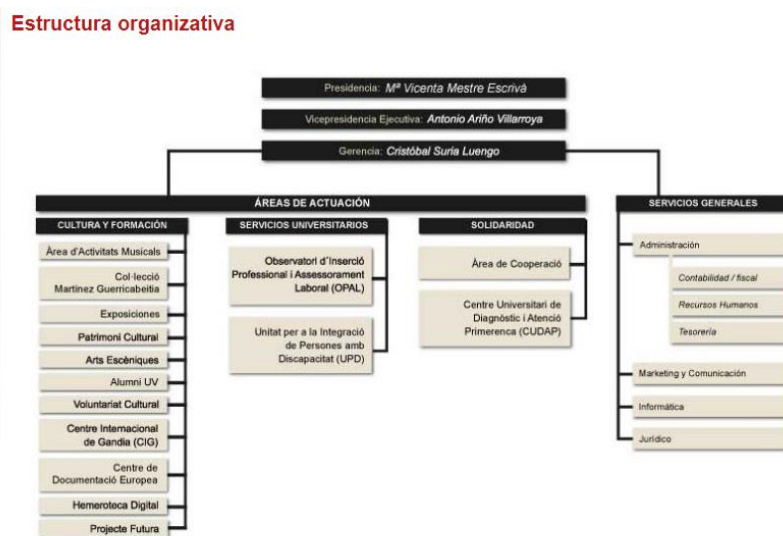 Estructura organizativa
Presidencia: Mª Vicenta Mestre Escrivà
Vicepresidencia Ejecutiva: Antonio Ariño Villarroya
Gerencia: Cristóbal Suria Luengo
ÁREAS DE ACTUACIÓN
SERVICIOS GENERALES
CULTURA Y FORMACIÓN
SERVICIOS UNIVERSITARIOS
SOLIDARIDAD
Àrea d'Activitats Musicals
Col·lecció
Martínez Guerricabeitia
Exposiciones
Patrimoni Cultural
Arts Escèniques
Alumni UV
Voluntariat Cultural
Centre Internacional
de Gandia (CIG)
Centre de
Documentació Europea
Hemeroteca Digital
Projecte Futura
Observatori d´Inserció
Professional i Assessorament
Laboral (OPAL)
Unitat per a la Integració
de Persones amb
Discapacitat (UPD)
Àrea de Cooperació
Centre Universitari de
Diagnòstic i Atenció
Primerenca (CUDAP)
Administración
Contabilidad / fiscal
Recursos Humanos
Tesorería
Marketing y Comunicación
Informática
Jurídico